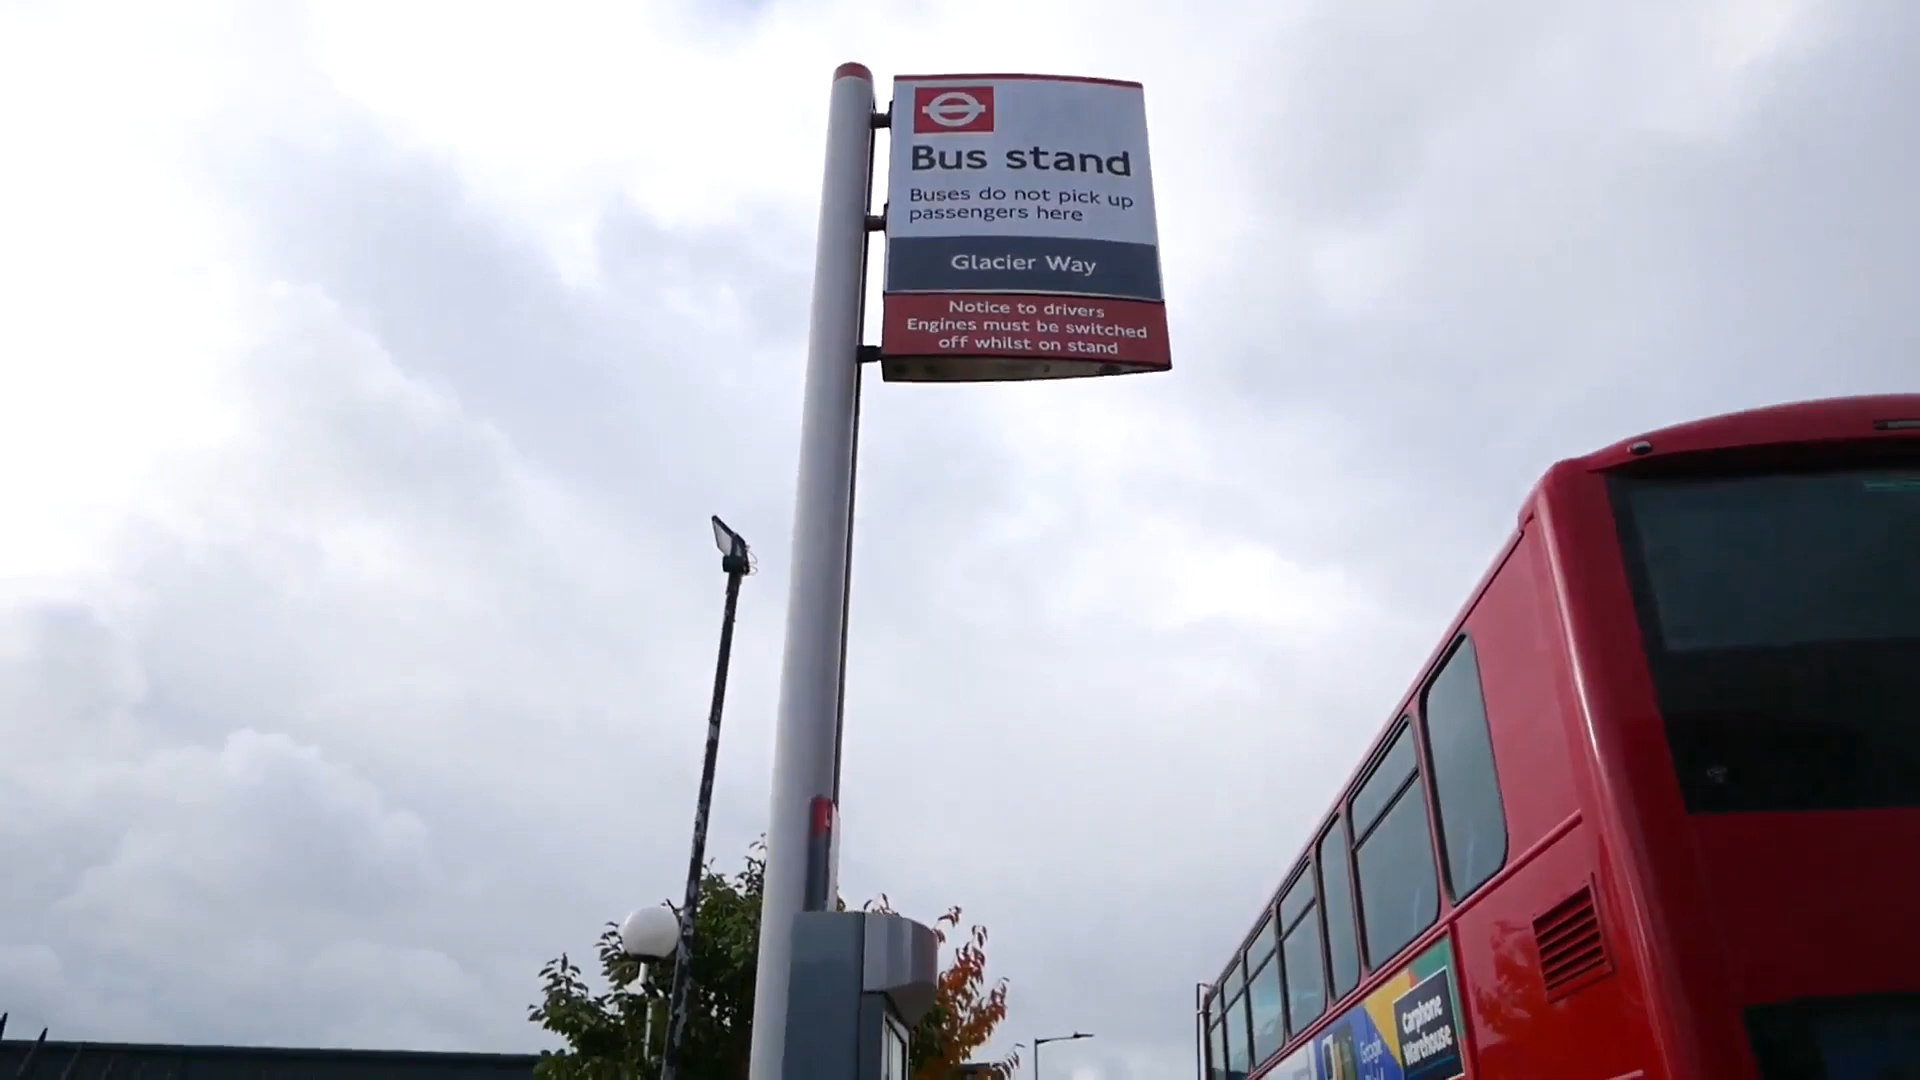 Bus stand
Buses do not pick up
passengers here
Glacier Way
Notice to drivers
Engines must be switched
off whilst on stand
Carphone
Warehouse
Google